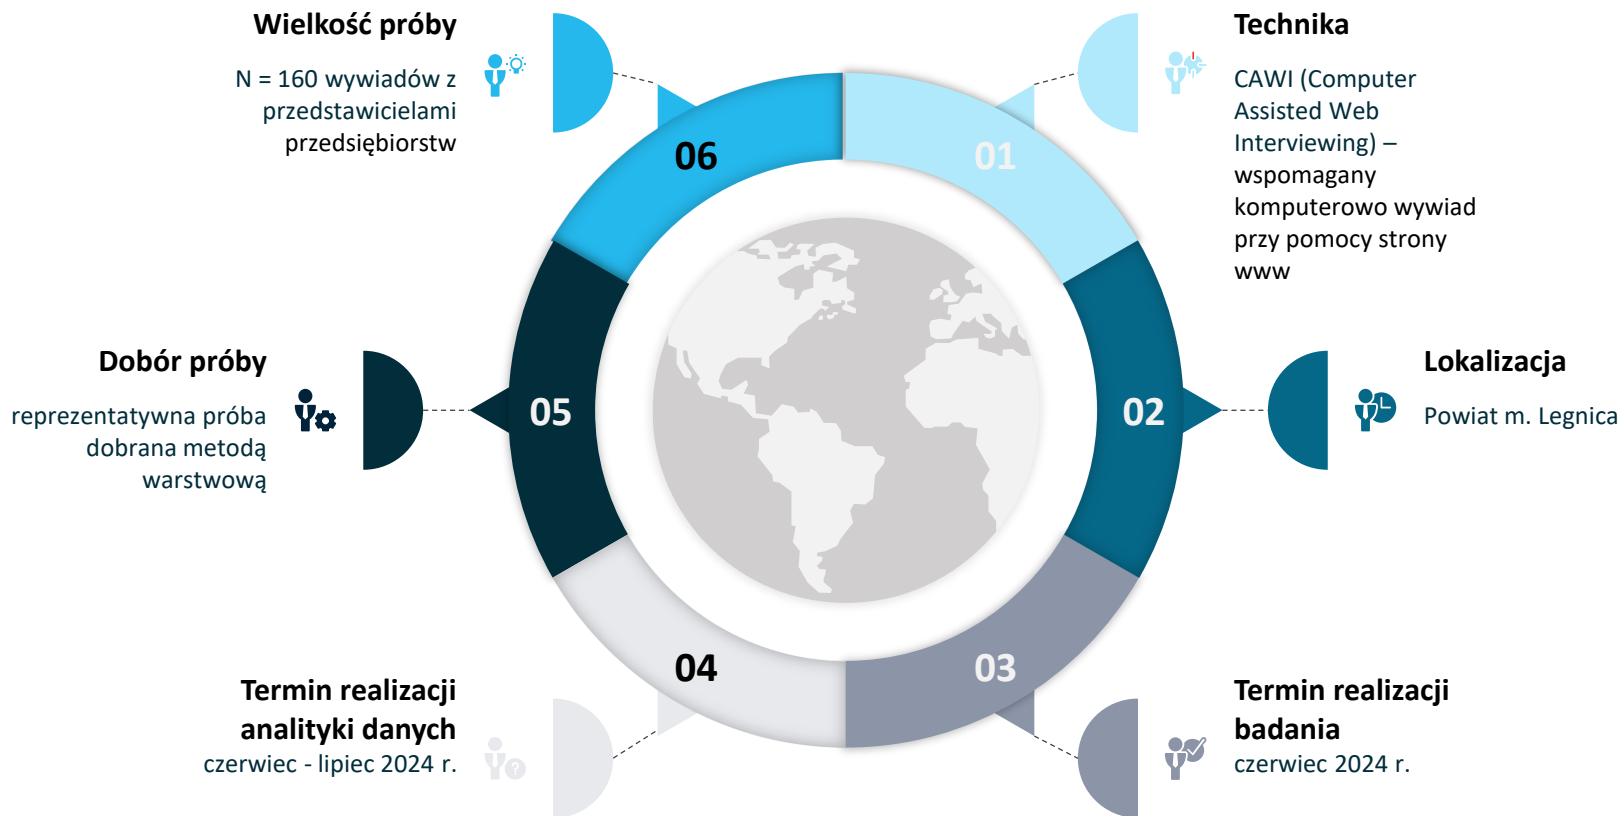 Wielkość próby
N = 160 wywiadów z
przedstawicielami
przedsiębiorstw
06
Technika
CAWI (Computer
Assisted Web
Interviewing) –
wspomagany
komputerowo wywiad
przy pomocy strony
www
01
Dobór próby
reprezentatywna próba
dobrana metodą
warstwową
05
02
Lokalizacja
Powiat m. Legnica
Termin realizacji
analityki danych
czerwiec - lipiec 2024 r.
?
04
03
Termin realizacji
badania
czerwiec 2024 r.